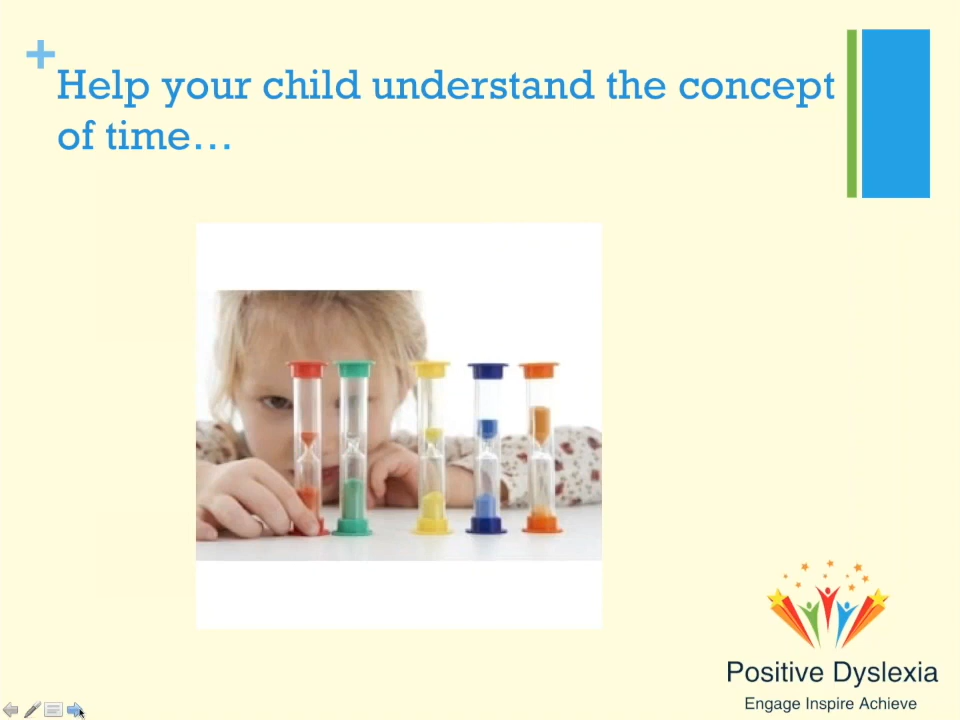 +
Help your child understand the concept
of time...
Positive Dyslexia
Engage Inspire Achieve